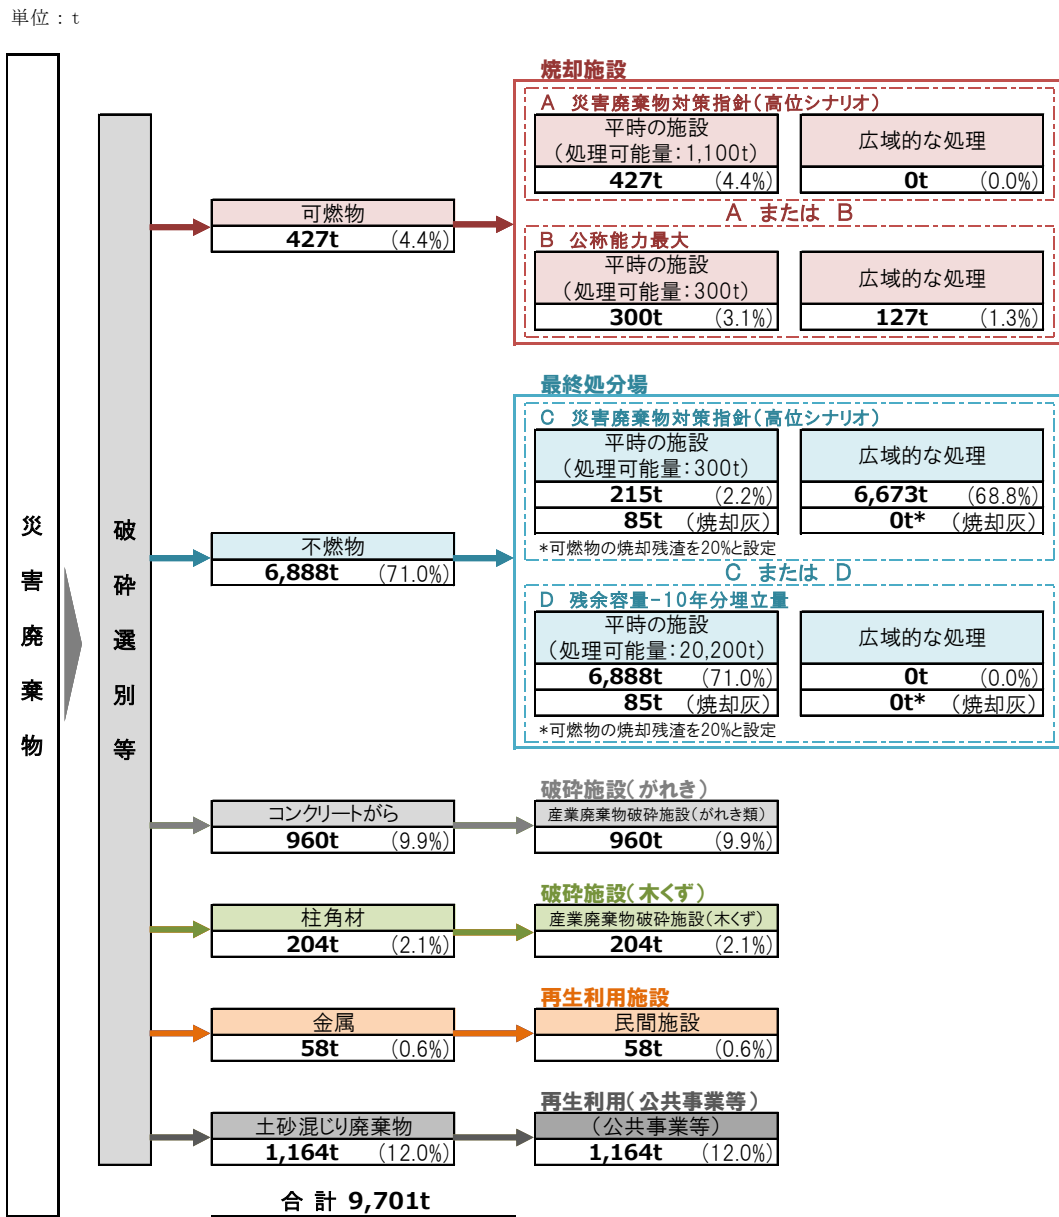 単位：t
災害廃棄物
破砕選別等
焼却施設
A 災害廃棄物対策指針(高位シナリオ)
平時の施設
(処理可能量:1,100t)
広域的な処理
427t (4.4%)
0t (0.0%)
可燃物
427t (4.4%)
A または B
B 公称能力最大
平時の施設
(処理可能量:300t)
広域的な処理
300t (3.1%)
127t (1.3%)
最終処分場
C 災害廃棄物対策指針(高位シナリオ)
平時の施設
(処理可能量:300t)
広域的な処理
215t (2.2%)
6,673t (68.8%)
85t (焼却灰)
0t* (焼却灰)
*可燃物の焼却残渣を20%と設定
不燃物
6,888t (71.0%)
C または D
D 残余容量-10年分埋立量
平時の施設
(処理可能量:20,200t)
広域的な処理
6,888t (71.0%)
0t (0.0%)
85t (焼却灰)
0t* (焼却灰)
*可燃物の焼却残渣を20%と設定
破砕施設(がれき)
コンクリートがら
960t (9.9%)
産業廃棄物破砕施設(がれき類)
960t (9.9%)
破砕施設(木くず)
柱角材
204t (2.1%)
産業廃棄物破砕施設(木くず)
204t (2.1%)
再生利用施設
金属
58t (0.6%)
民間施設
58t (0.6%)
再生利用(公共事業等)
土砂混じり廃棄物
1,164t (12.0%)
(公共事業等)
1,164t (12.0%)
合 計 9,701t